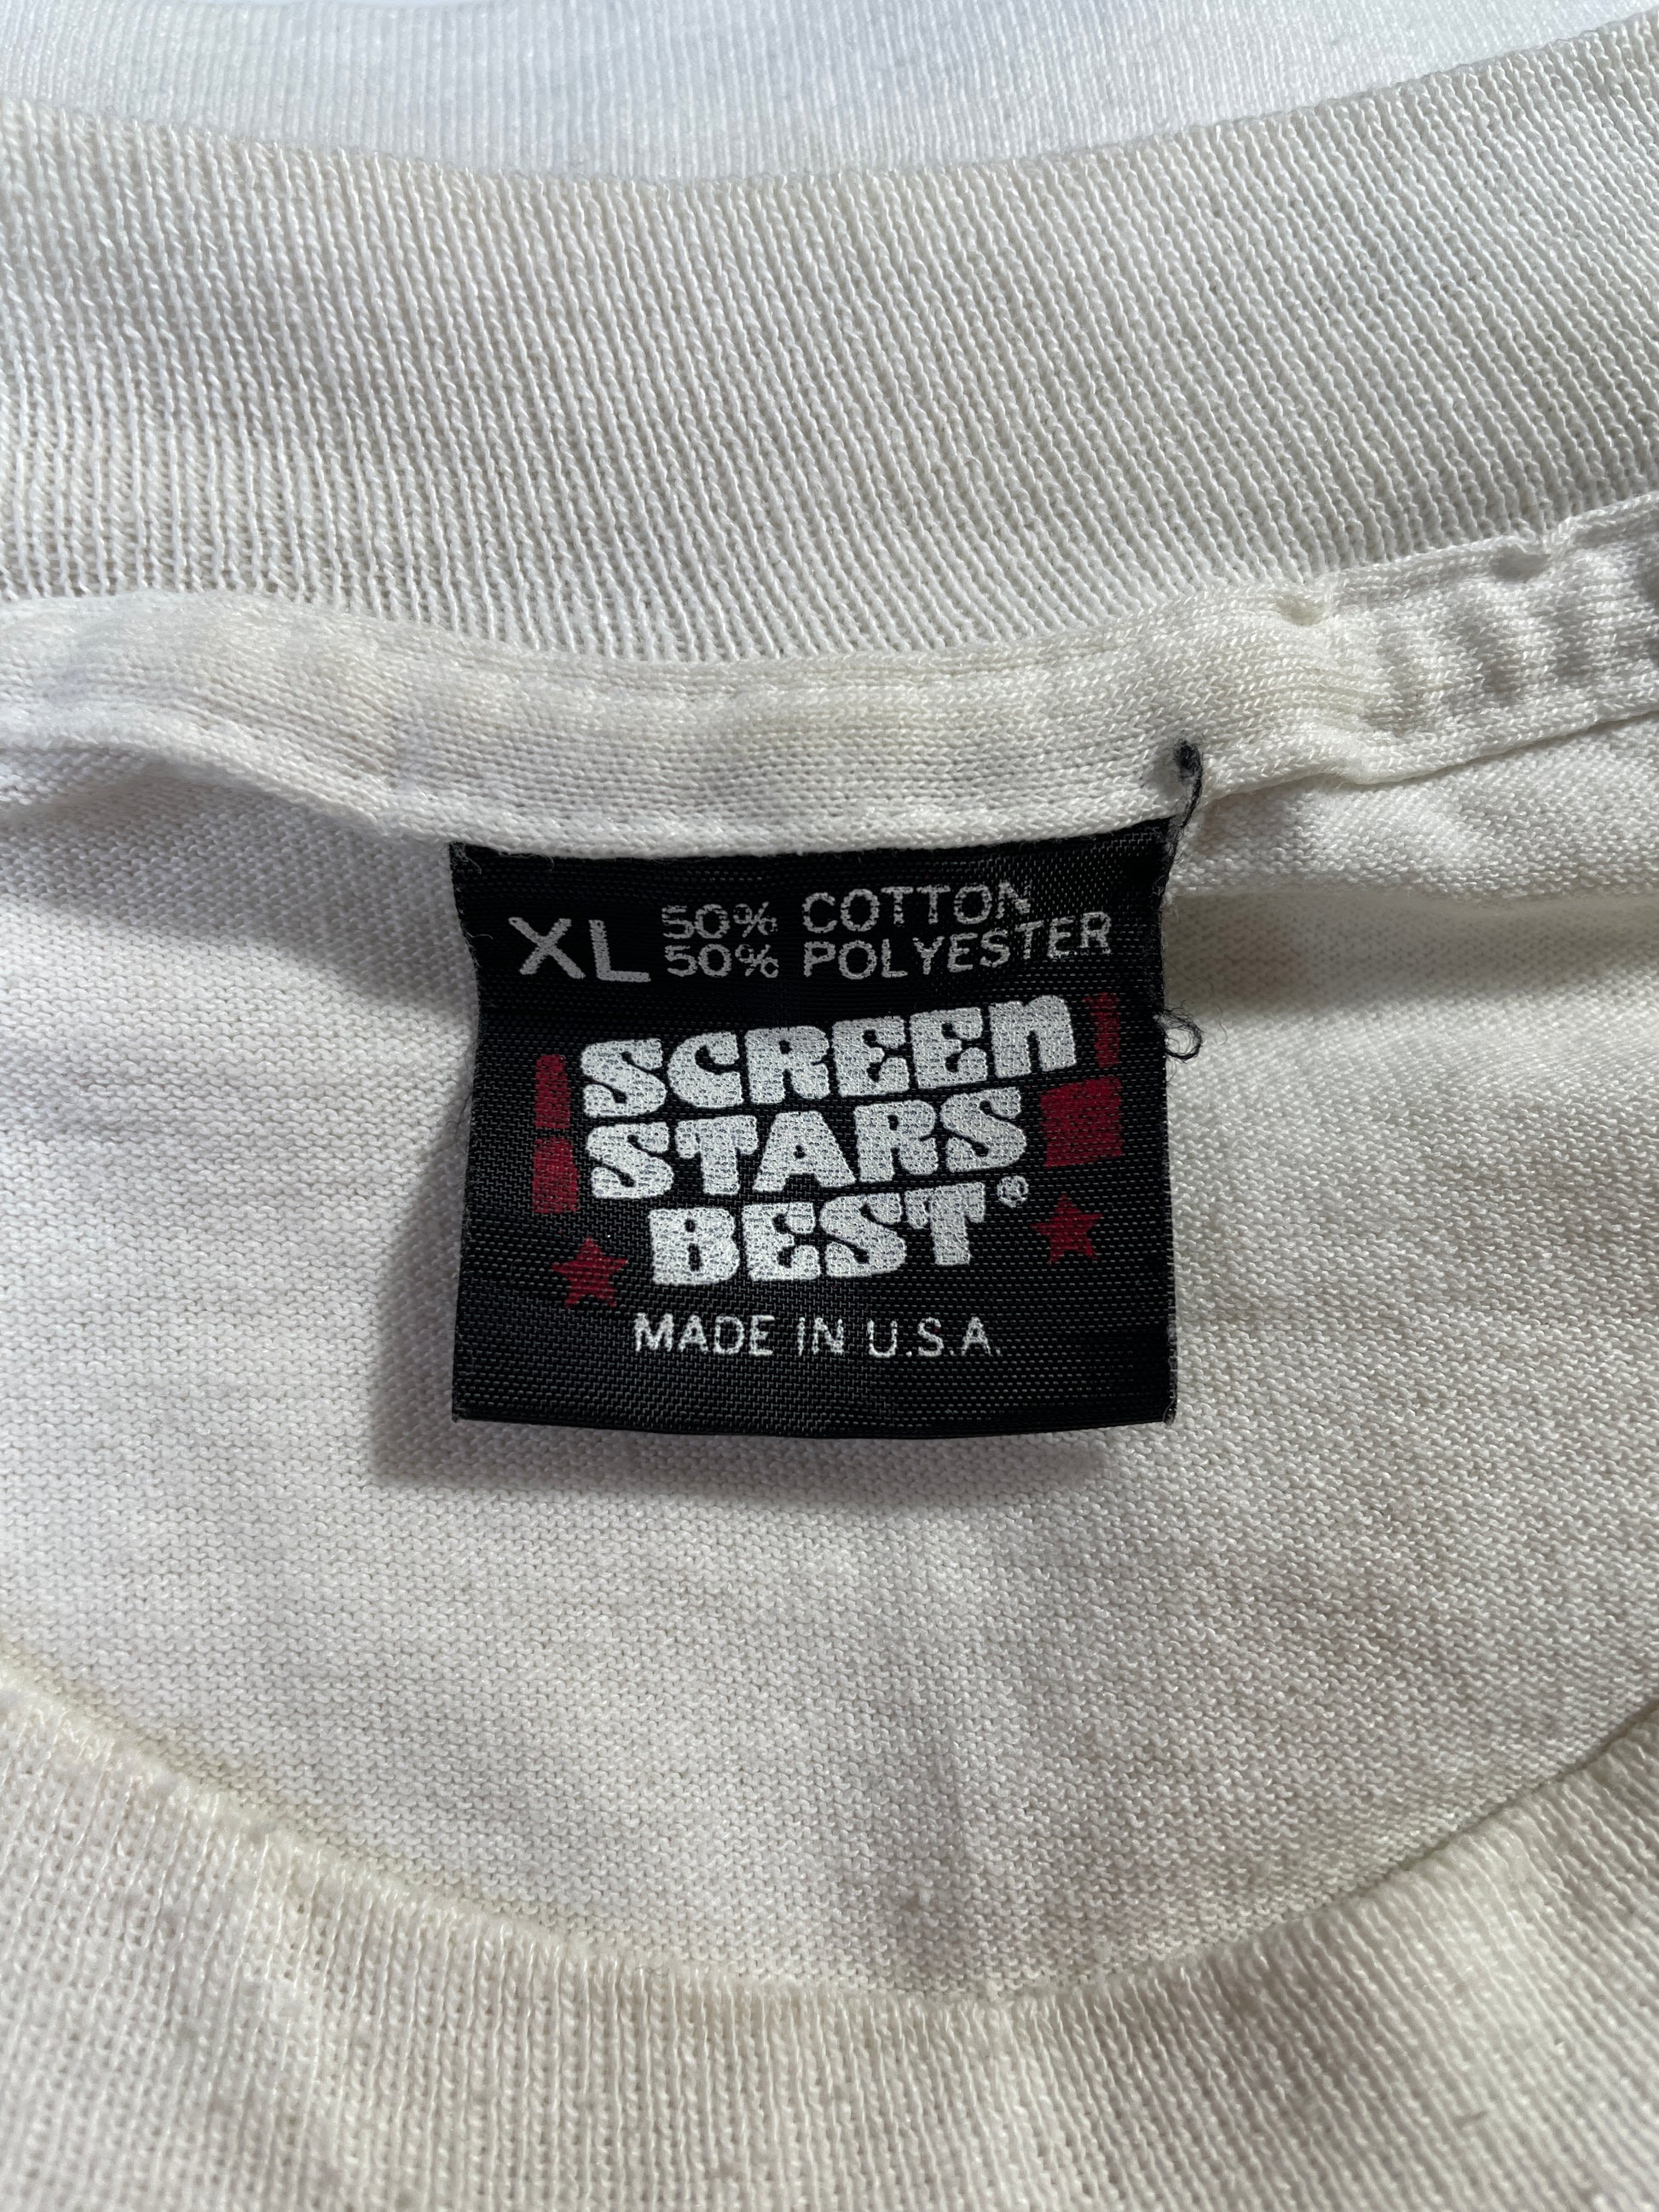 XL 50% COTTON
50% POLYESTER
SCREEN
STARS
BEST®
MADE IN U.S.A.